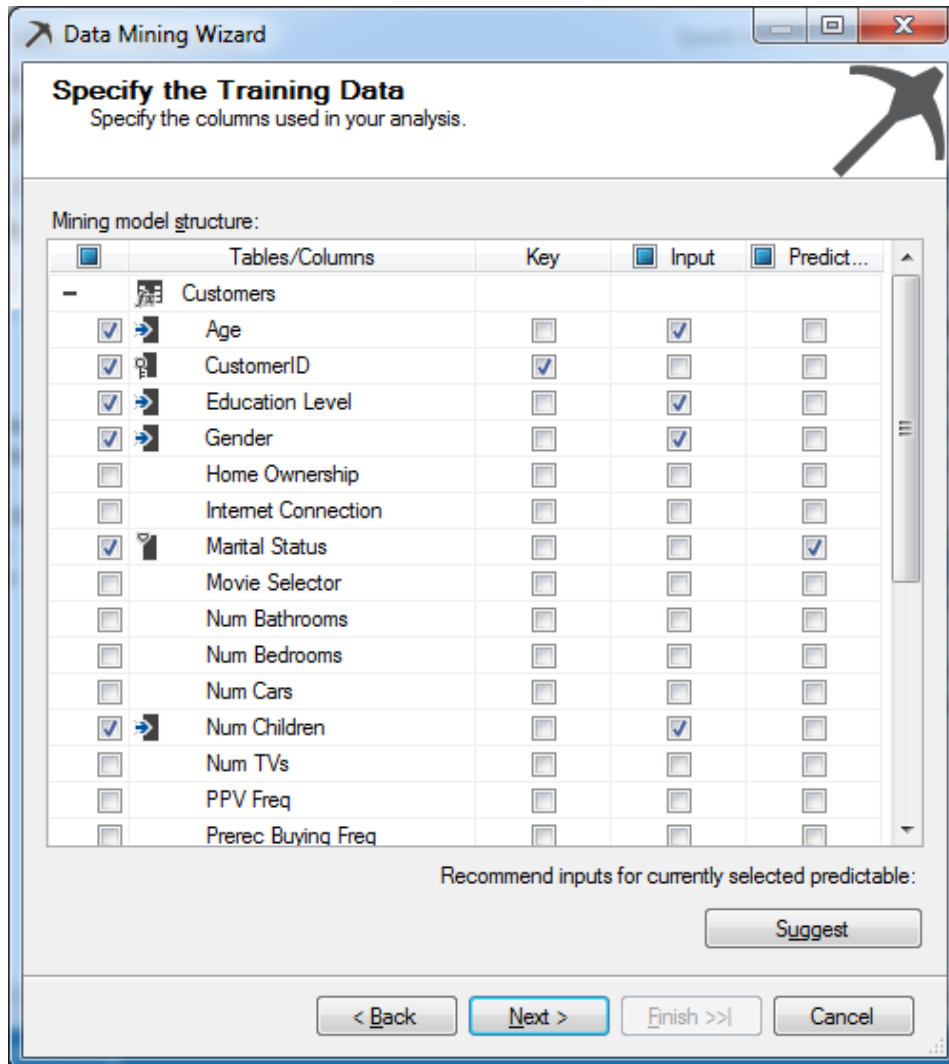 Data Mining Wizard
Specify the Training Data
Specify the columns used in your analysis.
Mining model structure:
Tables/Columns Key Input Predict...
Customers
Age
CustomerID
Education Level
Gender
Home Ownership
Internet Connection
Marital Status
Movie Selector
Num Bathrooms
Num Bedrooms
Num Cars
Num Children
Num TVs
PPV Freq
Prerec Buying Freq
Recommend inputs for currently selected predictable:
Suggest
< Back Next > Finish >>| Cancel